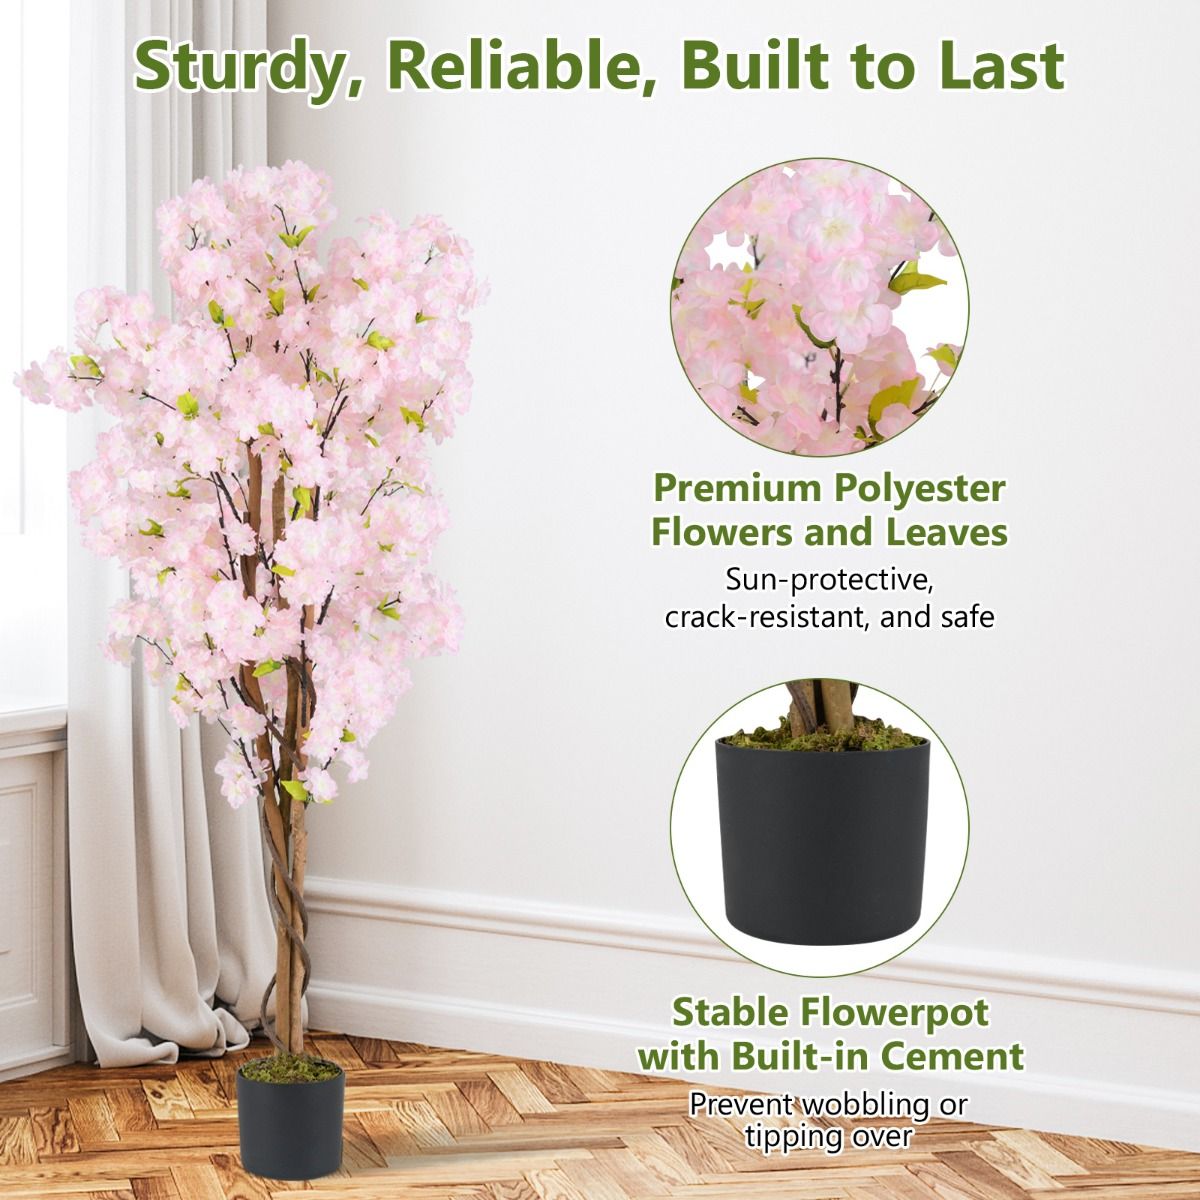 Sturdy, Reliable, Built to Last
Premium Polyester
Flowers and Leaves
Sun-protective,
crack-resistant, and safe
Stable Flowerpot
with Built-in Cement
Prevent wobbling or
tipping over